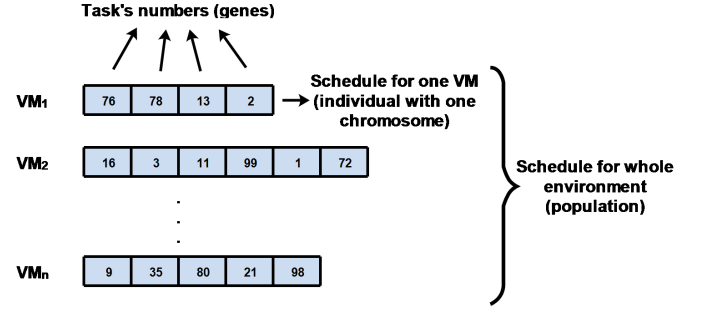 Task's numbers (genes)
VM1 76 78 13 2
Schedule for one VM
(individual with one
chromosome)
VM2 16 3 11 99 1 72
Schedule for whole
environment
(population)
VMn 9 35 80 21 98